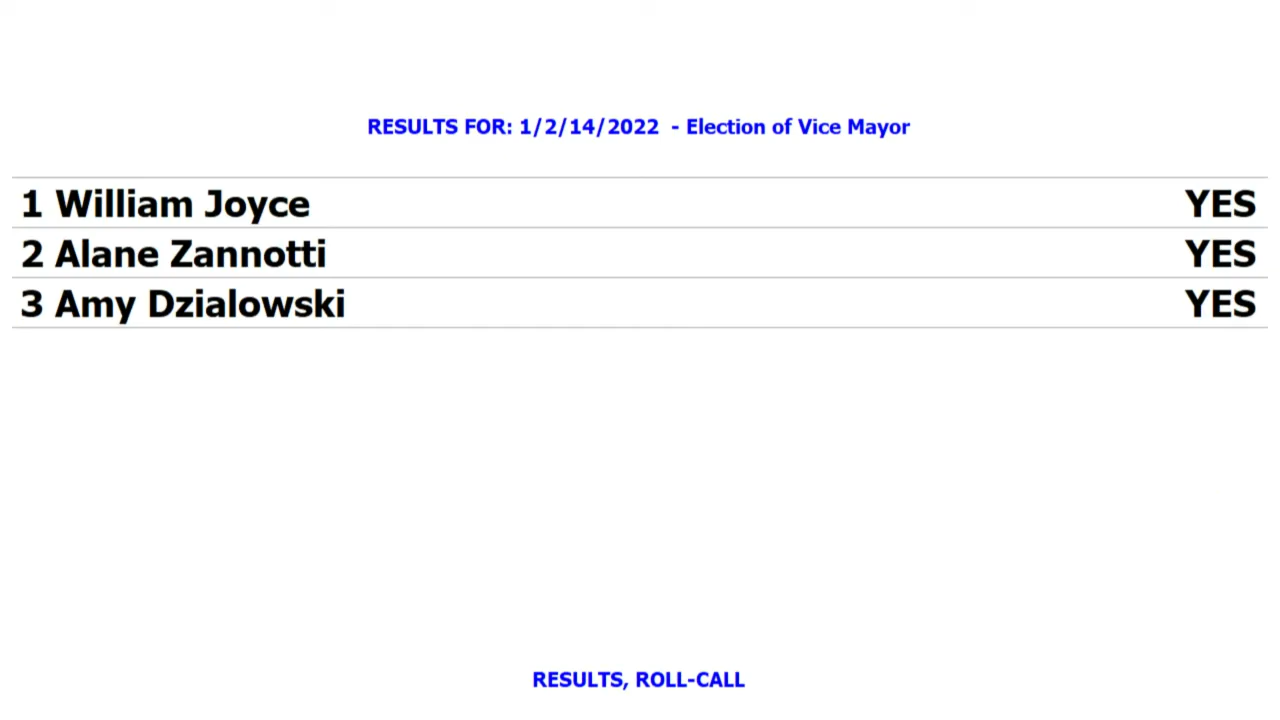 RESULTS FOR: 1/2/14/2022 - Election of Vice Mayor
1 William Joyce YES
2 Alane Zannotti YES
3 Amy Dzialowski YES
RESULTS, ROLL-CALL